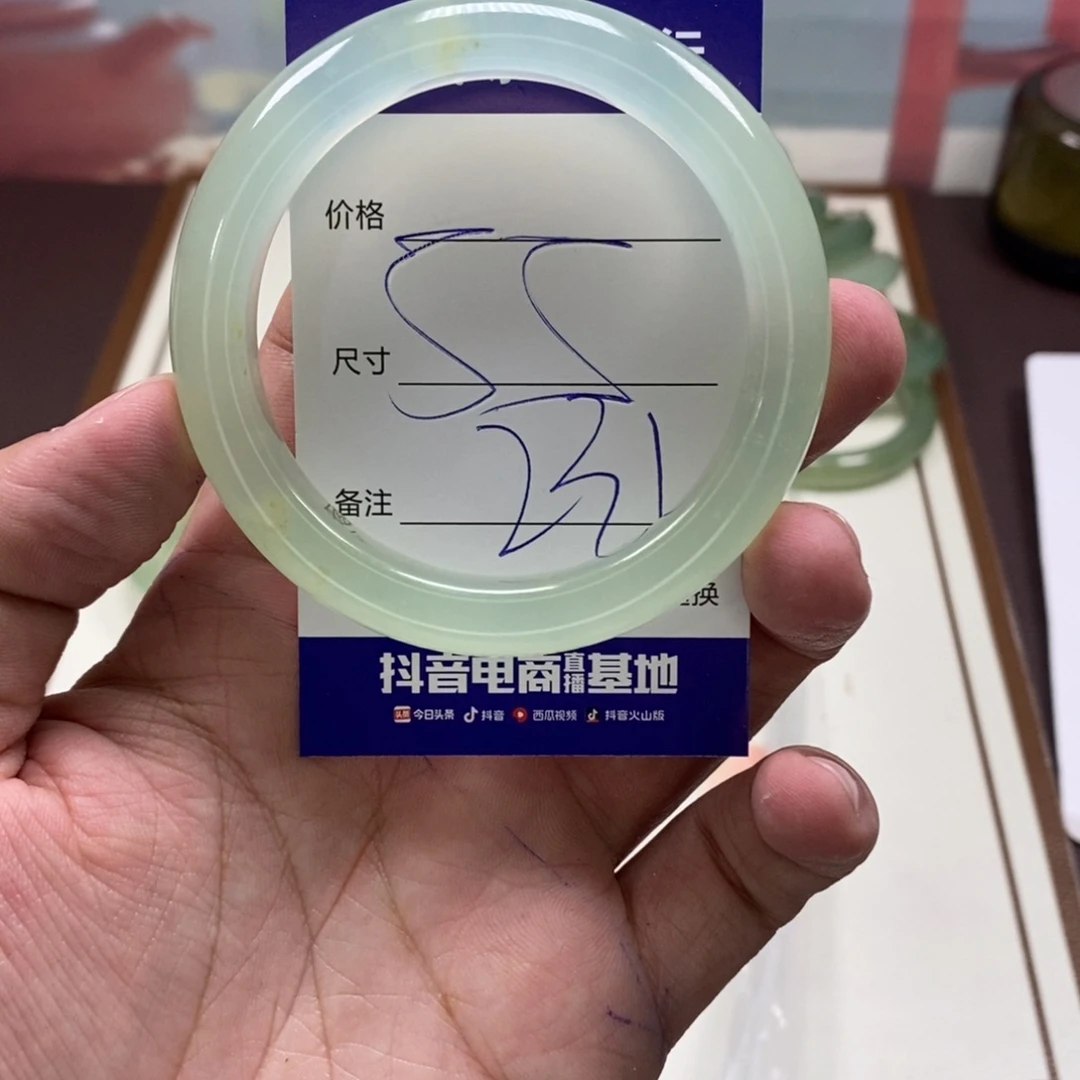 价格
55
尺寸
231
备注
换
抖音电商直播基地
今日头条 抖音 西瓜视频 抖音火山版